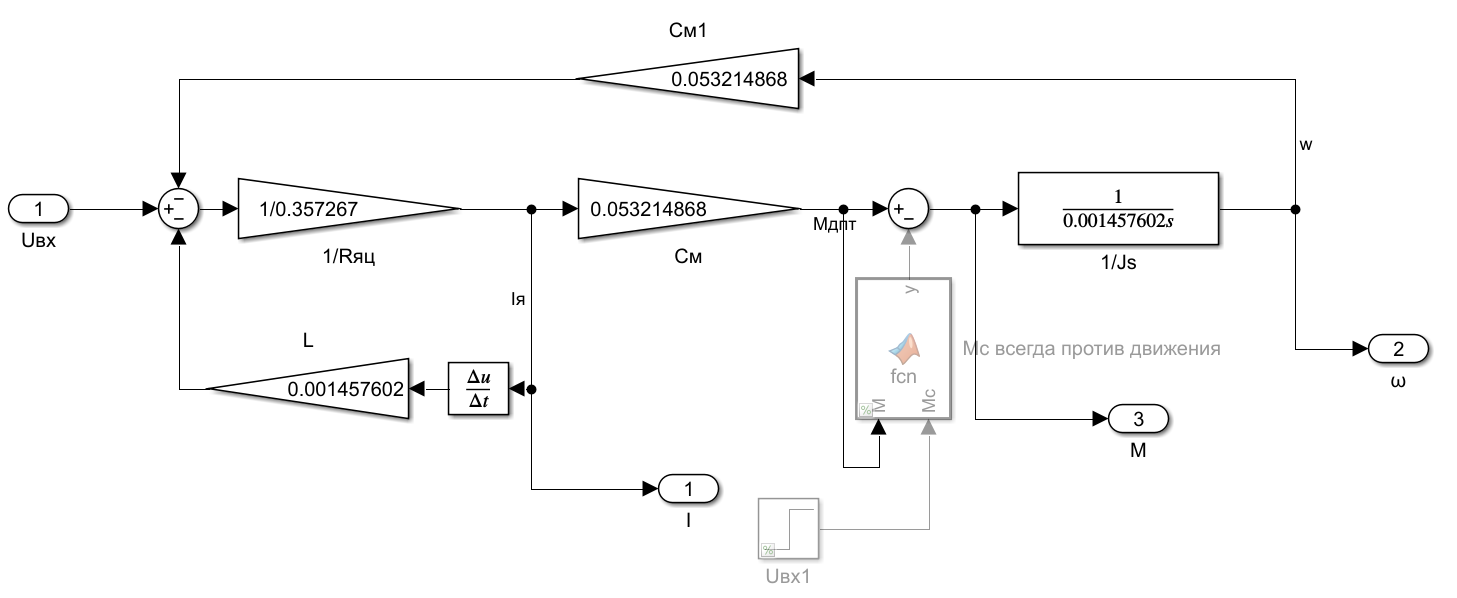 См1
0.053214868
w
1
Uвх
+
−
−
1/0.357267
1/Rяц
0.053214868
См
Мдпт
+
−
1
0.001457602s
1/Js
Iя
L
0.001457602
Δu
Δt
y
fcn
M
Mc
Мс всегда против движения
2
ω
3
M
1
I
Uвх1
%
%